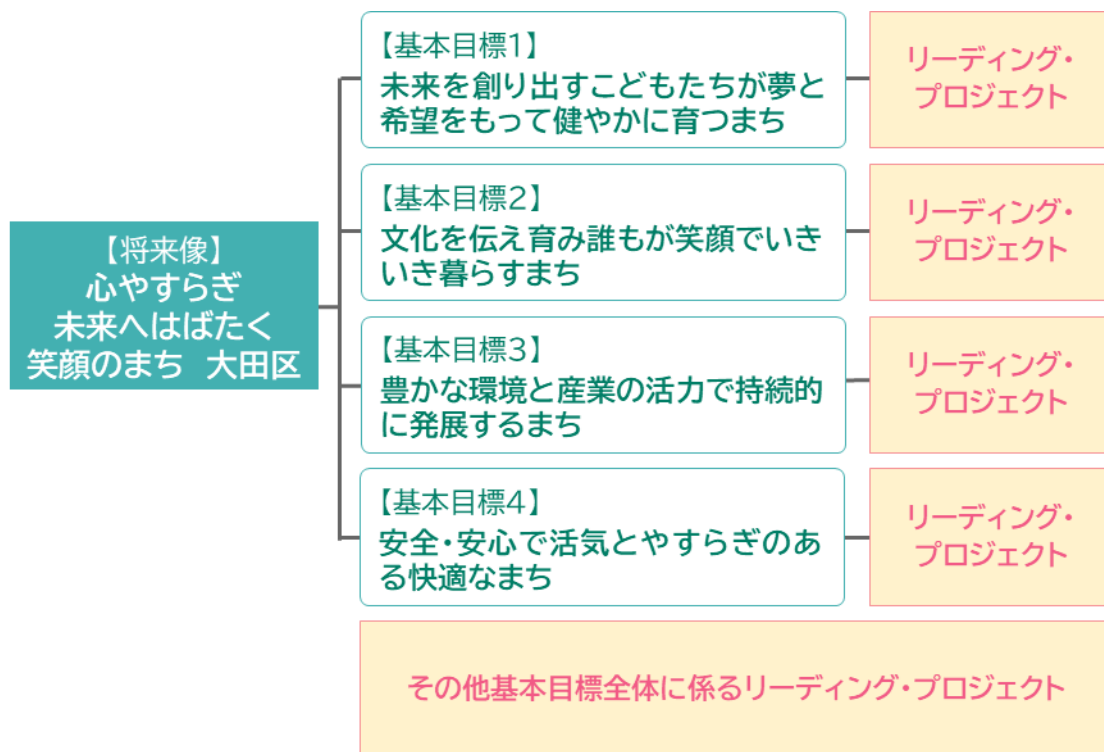 【将来像】
心やすらぎ
未来へはばたく
笑顔のまち　大田区
【基本目標1】
未来を創り出すこどもたちが夢と
希望をもって健やかに育つまち
リーディング・
プロジェクト
【基本目標2】
文化を伝え育み誰もが笑顔でいき
いき暮らすまち
リーディング・
プロジェクト
【基本目標3】
豊かな環境と産業の活力で持続的
に発展するまち
リーディング・
プロジェクト
【基本目標4】
安全・安心で活気とやすらぎのあ
る快適なまち
リーディング・
プロジェクト
その他基本目標全体に係るリーディング・プロジェクト